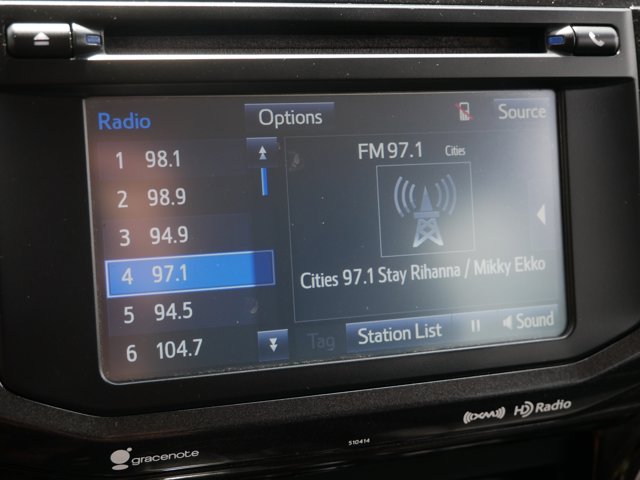 Radio
Options
Source
1 98.1
2 98.9
3 94.9
4 97.1
5 94.5
6 104.7
FM 97.1 Cities
Cities 97.1 Stay Rihanna / Mikky Ekko
Tag
Station List
Sound
((XM)) HD Radio
510414
gracenote